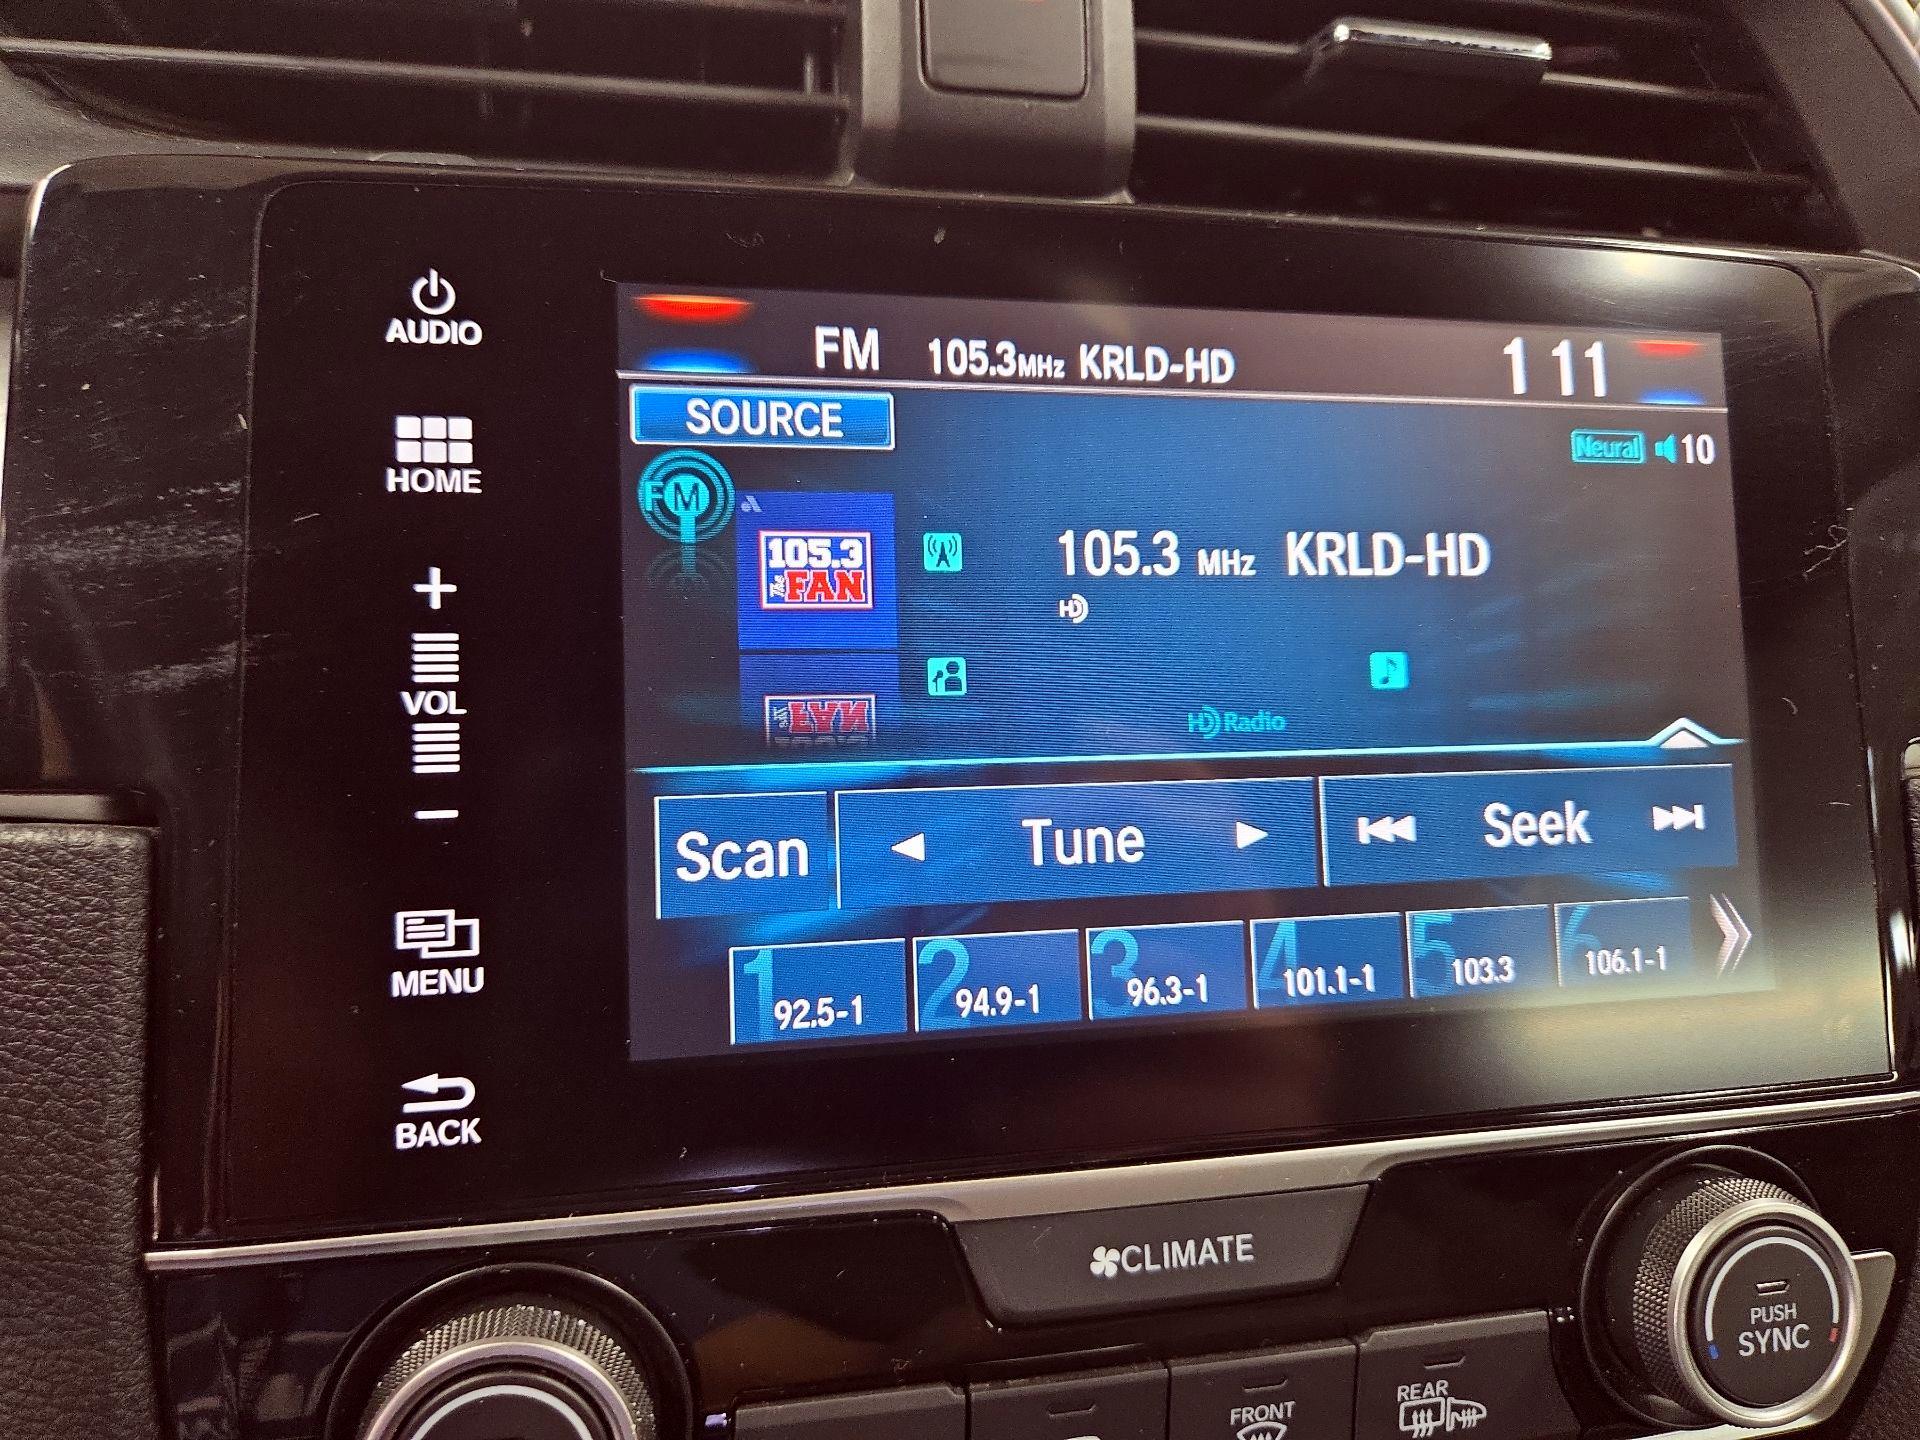 AUDIO
HOME
+
VOL
−
MENU
BACK
FM 105.3MHz KRLD-HD 1 11
SOURCE
Neural 10
FM
105.3
The FAN
105.3 MHz KRLD-HD
HD
HD Radio
Scan Tune Seek
1 92.5-1
2 94.9-1
3 96.3-1
4 101.1-1
5 103.3
6 106.1-1
CLIMATE
PUSH
SYNC
FRONT
REAR